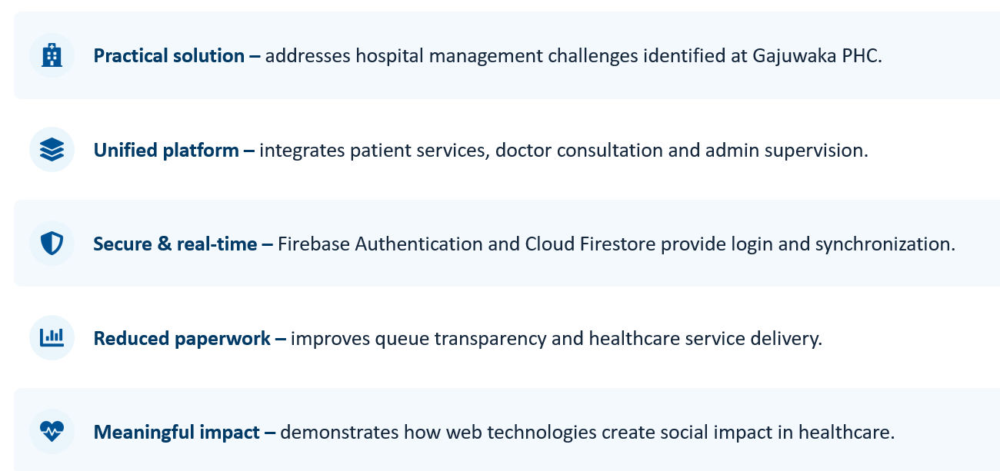 Practical solution – addresses hospital management challenges identified at Gajuwaka PHC.
Unified platform – integrates patient services, doctor consultation and admin supervision.
Secure & real-time – Firebase Authentication and Cloud Firestore provide login and synchronization.
Reduced paperwork – improves queue transparency and healthcare service delivery.
Meaningful impact – demonstrates how web technologies create social impact in healthcare.